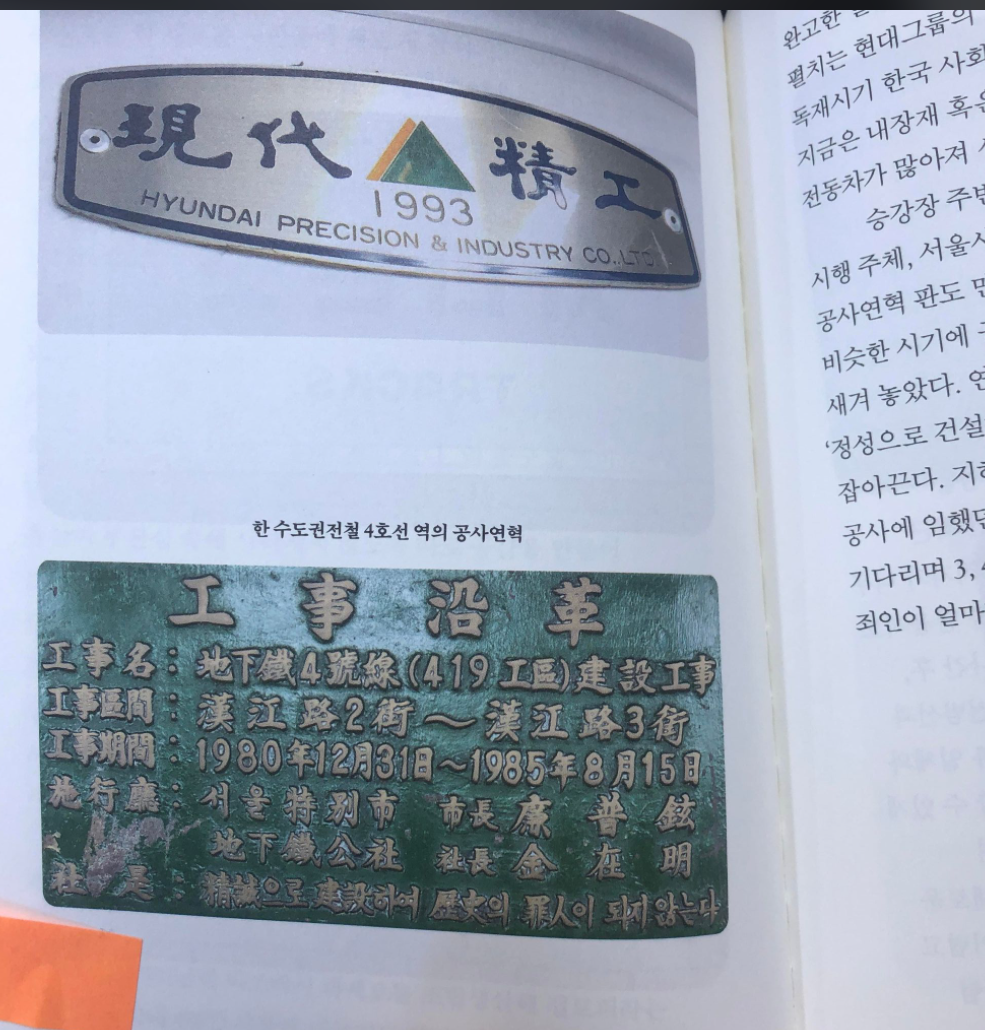 現代 精工
1993
HYUNDAI PRECISION & INDUSTRY CO.,LTD.
한 수도권전철 4호선 역의 공사연혁
工事沿革
工事名 : 地下鐵4號線(419 工區)建設工事
工事區間 : 漢江路2街~漢江路3街
工事期間 : 1980年12月31日~1985年8月15日
施行廳 : 서울特別市 市長 廉普鉉
地下鐵公社 社長 金在明
社是 : 精誠으로 建設하여 歷史의 罪人이 되지않는다
완고한
펼치는 현대그룹의
독재시기 한국 사회
지금은 내장재 혹은
전동차가 많아져
승강장 주변
시행 주체, 서울시
공사연혁 판도
비슷한 시기에
새겨 놓았다.
‘정성으로 건설
잡아끈다.
공사에 임했던
기다리며 3, 4
죄인이 얼마